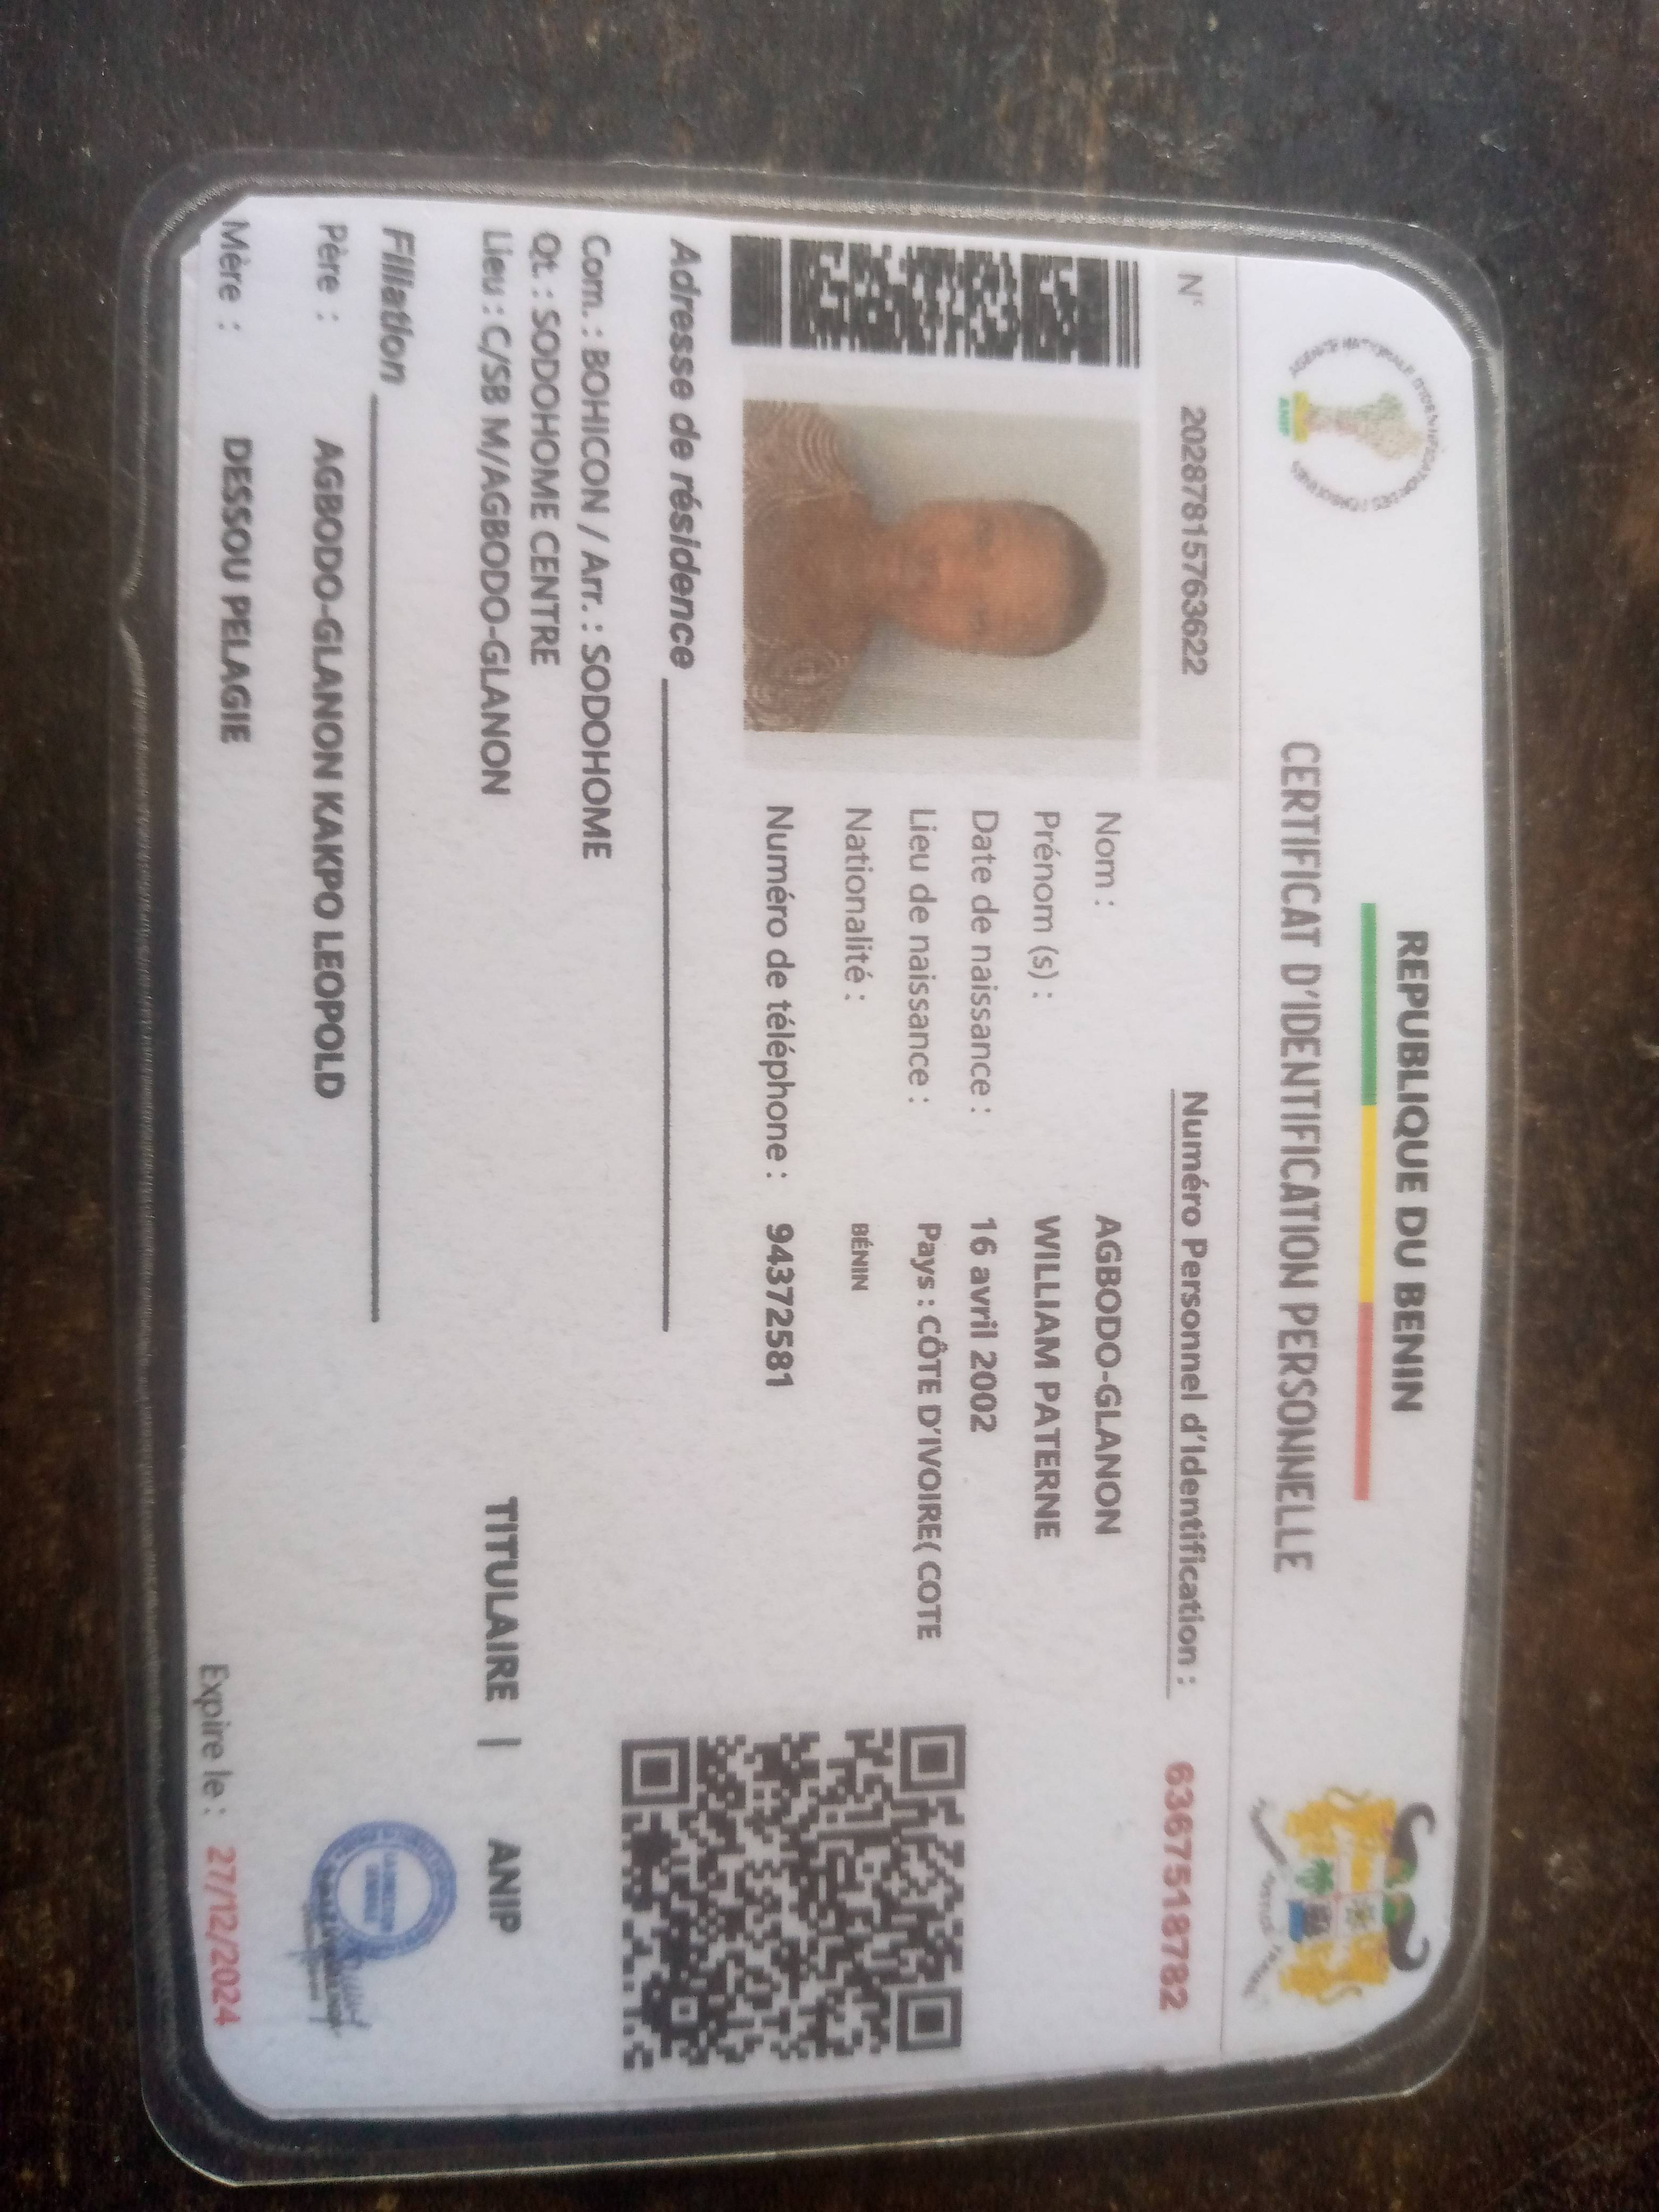 REPUBLIQUE DU BENIN
CERTIFICAT D'IDENTIFICATION PERSONNELLE
AGENCE NATIONALE D'IDENTIFICATION DES PERSONNES
ANIP
N° 202878157763622
Numéro Personnel d'Identification : 6367518782
Nom : AGBODO-GLANON
Prénom (s) : WILLIAM PATERNE
Date de naissance : 16 avril 2002
Lieu de naissance : Pays : CÔTE D'IVOIRE( COTE
Nationalité : BÉNIN
Numéro de téléphone : 94372581
Adresse de résidence
Com. : BOHICON / Arr. : SODOHOME
Qt. : SODOHOME CENTRE
Lieu : C/SB M/AGBODO-GLANON
TITULAIRE | ANIP
Filiation
Père : AGBODO-GLANON KAKPO LEOPOLD
Mère : DESSOU PELAGIE
Expire le : 27/12/2024